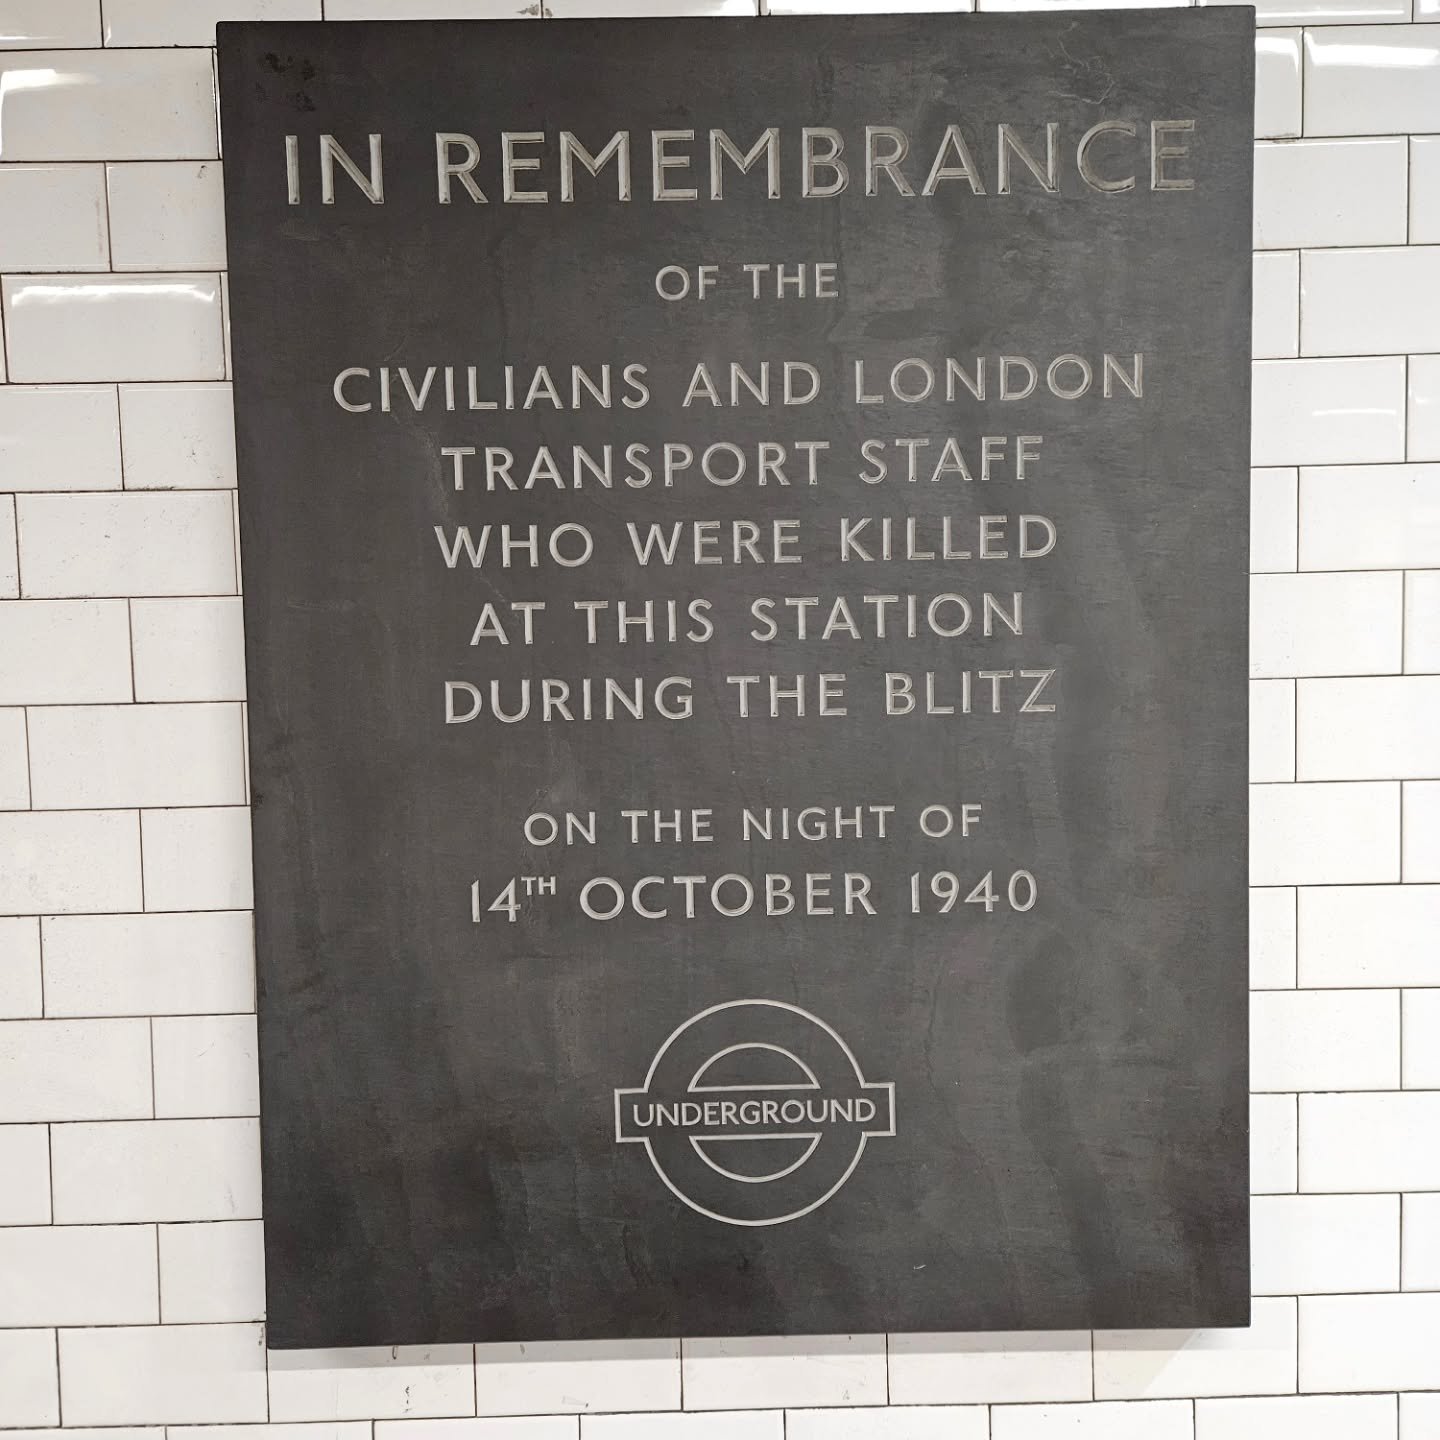 IN REMEMBRANCE
OF THE
CIVILIANS AND LONDON
TRANSPORT STAFF
WHO WERE KILLED
AT THIS STATION
DURING THE BLITZ
ON THE NIGHT OF
14TH OCTOBER 1940
UNDERGROUND